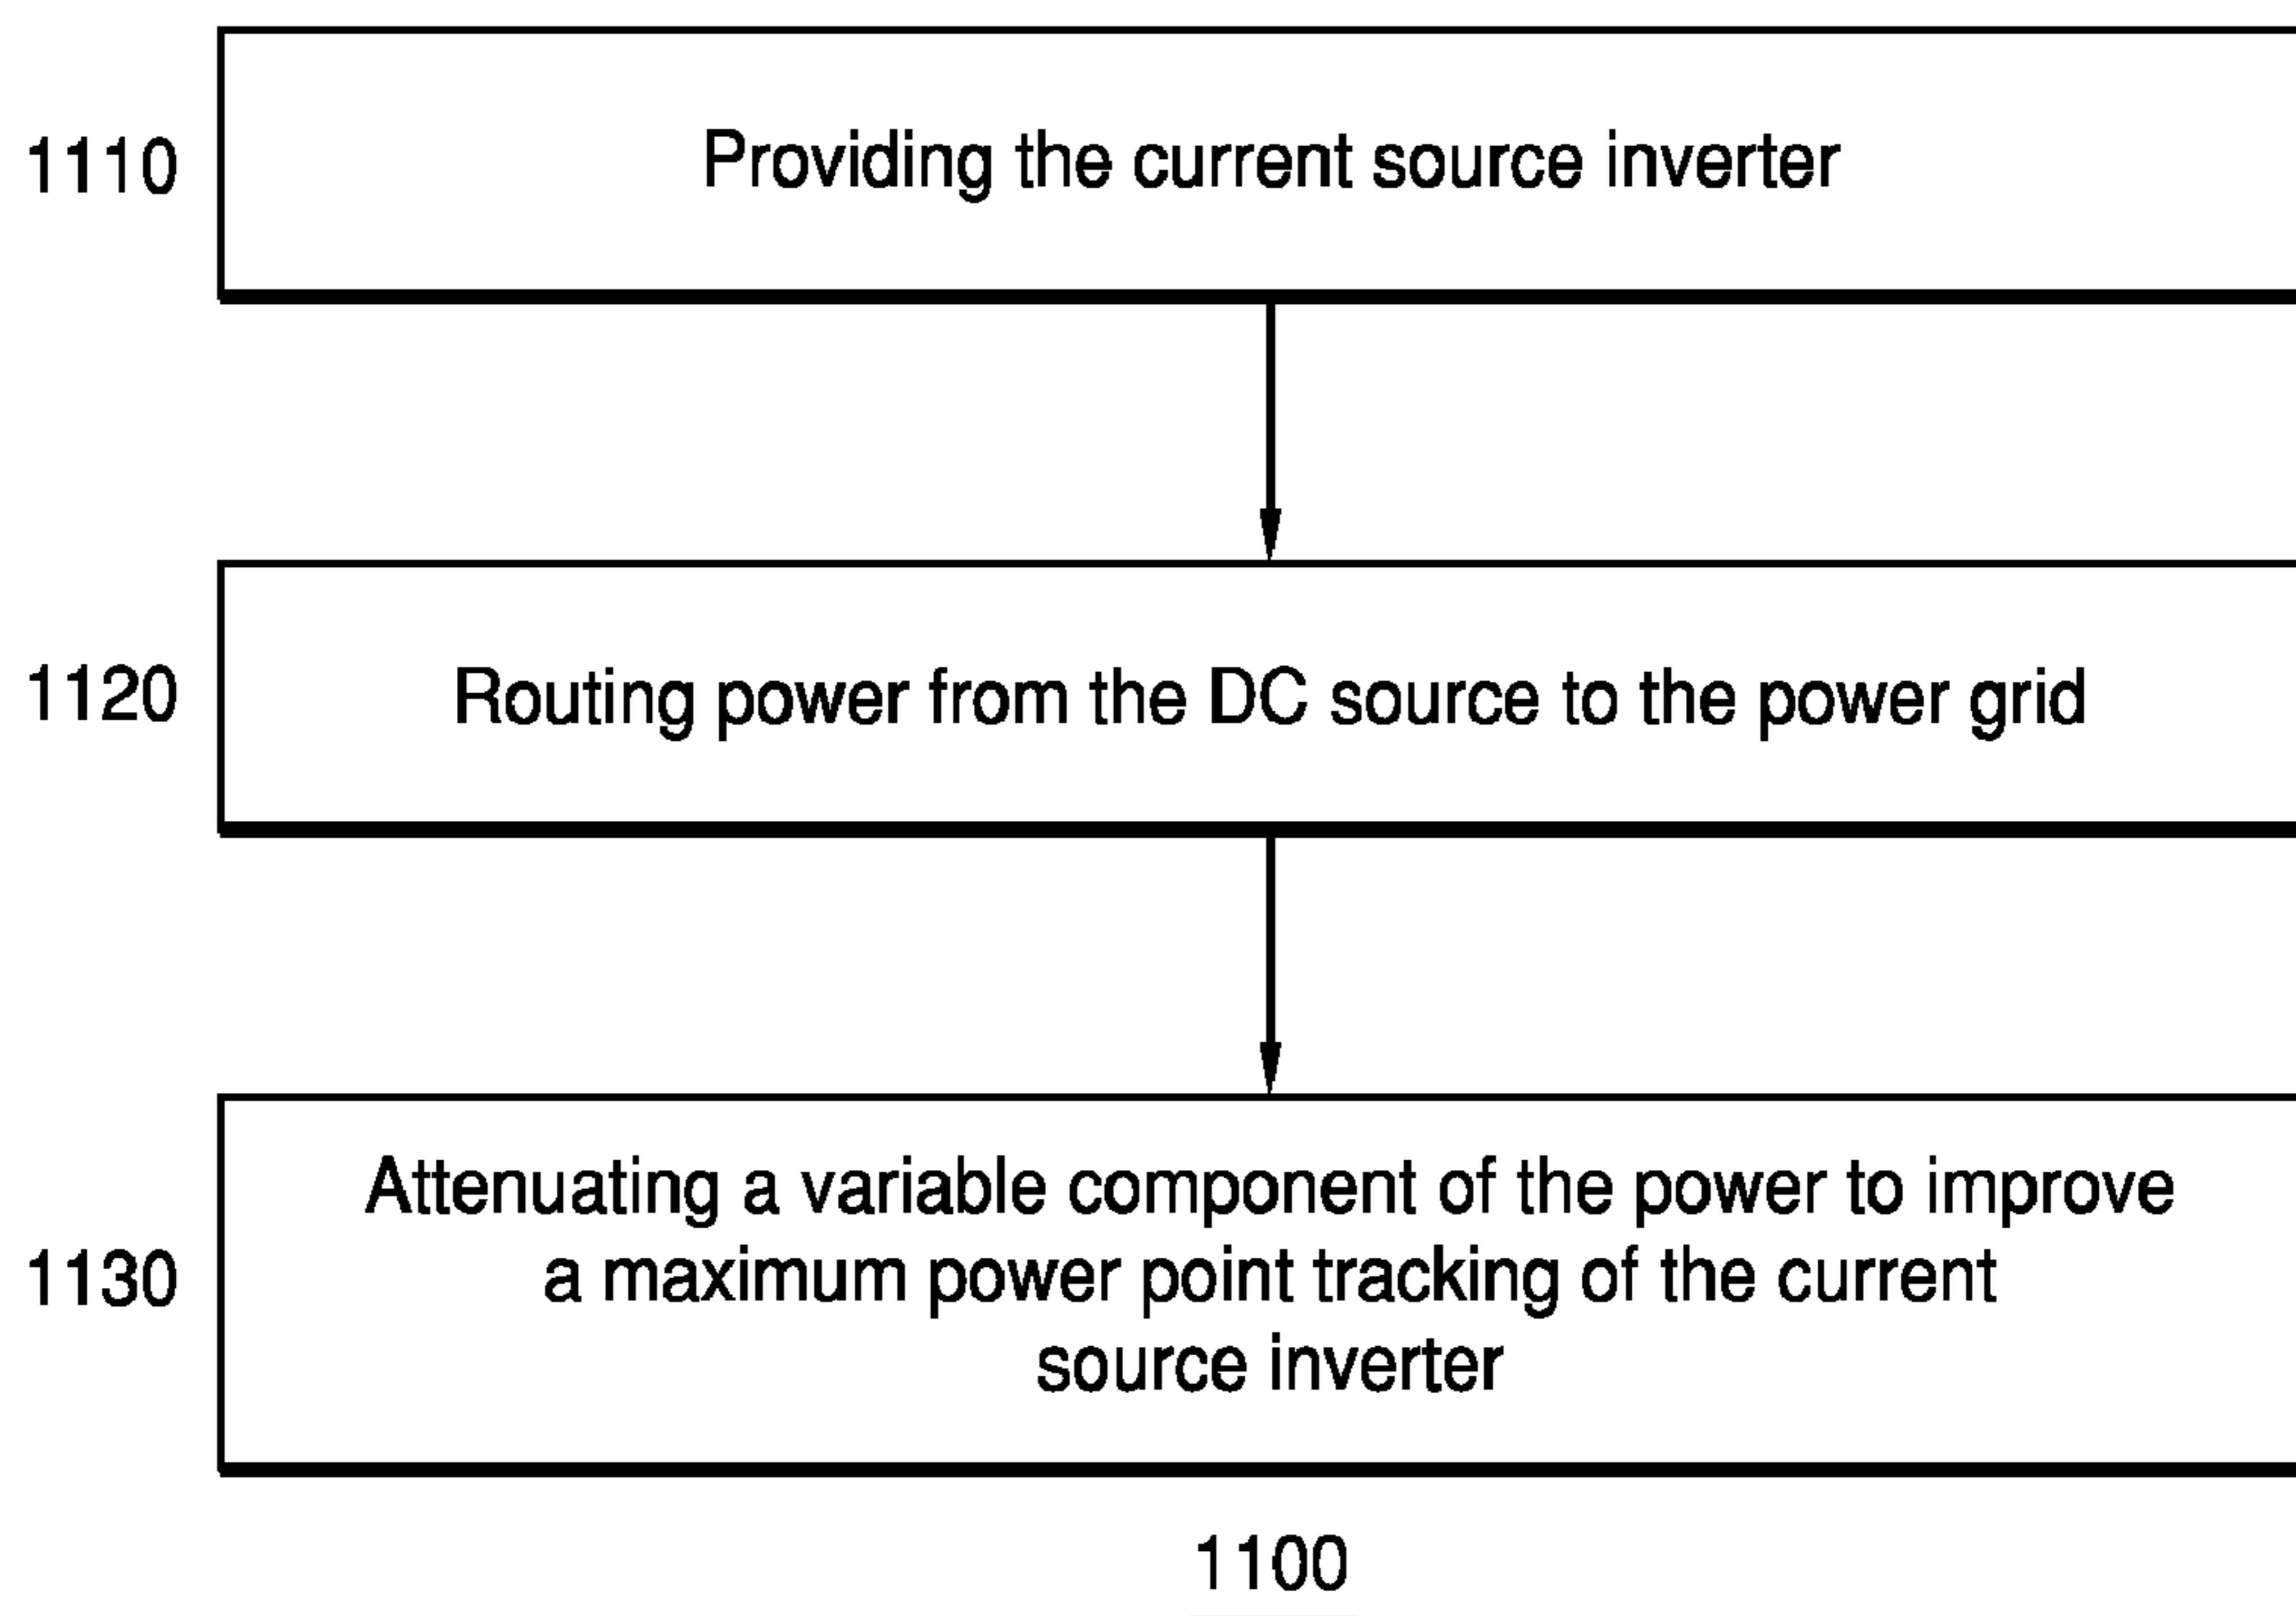 1110
Providing the current source inverter
1120
Routing power from the DC source to the power grid
Attenuating a variable component of the power to improve
1130
a maximum power point tracking of the current
source inverter
1100